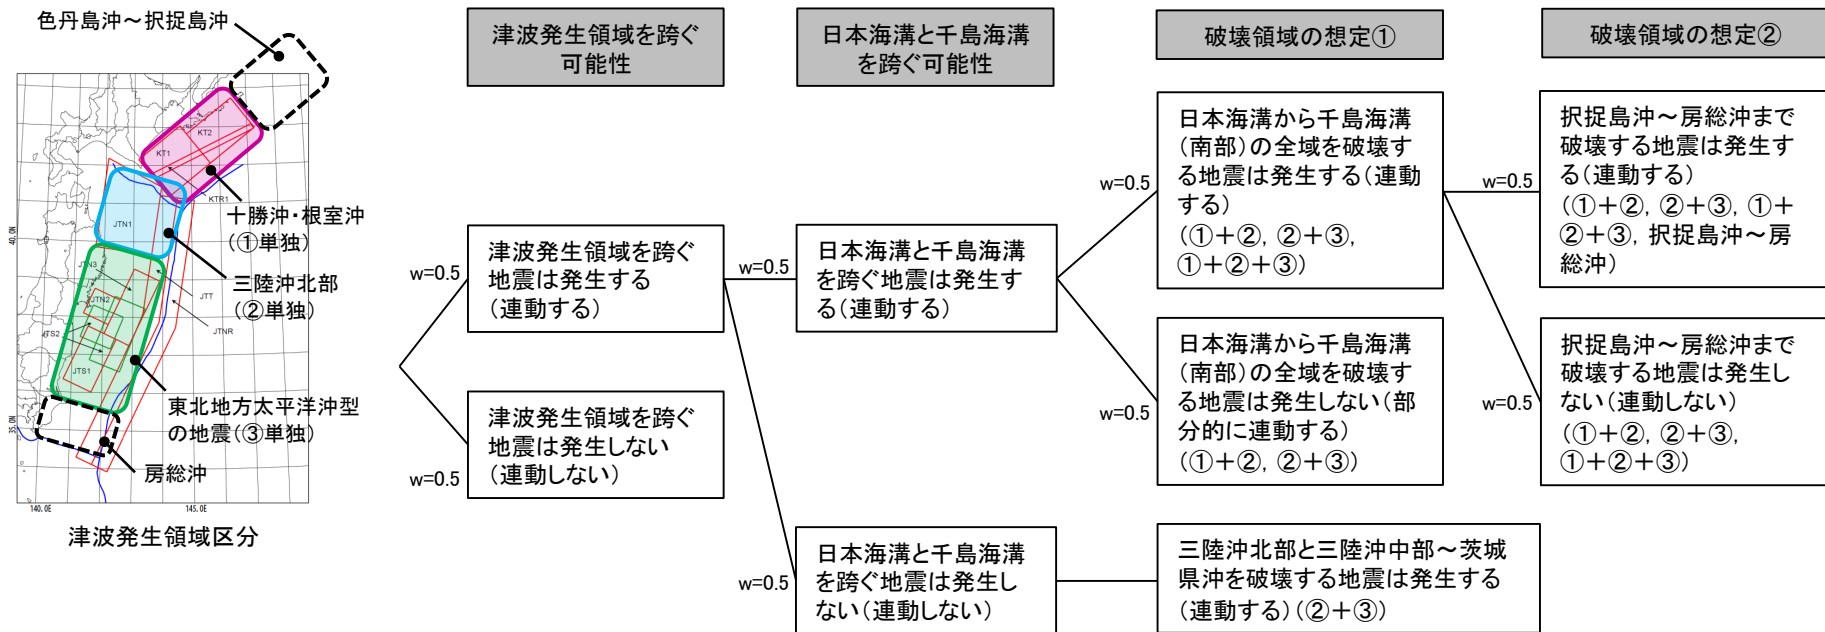 色丹島沖～択捉島沖
KT2
KT1
KTR1
十勝沖・根室沖
(①単独)
JTN1
40.0N
三陸沖北部
(②単独)
JTN3
JTN2
JTT
JTNR
JTS2
JTS1
東北地方太平洋沖型
の地震(③単独)
35.0N
房総沖
140.0E
145.0E
津波発生領域区分
津波発生領域を跨ぐ
可能性
日本海溝と千島海溝
を跨ぐ可能性
破壊領域の想定①
破壊領域の想定②
w=0.5
津波発生領域を跨ぐ
地震は発生する
(連動する)
w=0.5
津波発生領域を跨ぐ
地震は発生しない
(連動しない)
w=0.5
日本海溝と千島海溝
を跨ぐ地震は発生す
る(連動する)
w=0.5
日本海溝と千島海溝
を跨ぐ地震は発生し
ない(連動しない)
w=0.5
日本海溝から千島海溝
(南部)の全域を破壊す
る地震は発生する(連動
する)
(①+②, ②+③,
①+②+③)
w=0.5
日本海溝から千島海溝
(南部)の全域を破壊す
る地震は発生しない(部
分的に連動する)
(①+②, ②+③)
三陸沖北部と三陸沖中部～茨城
県沖を破壊する地震は発生する
(連動する)(②+③)
w=0.5
択捉島沖～房総沖まで
破壊する地震は発生す
る(連動する)
(①+②, ②+③, ①+
②+③, 択捉島沖～房
総沖)
w=0.5
択捉島沖～房総沖まで
破壊する地震は発生し
ない(連動しない)
(①+②, ②+③,
①+②+③)